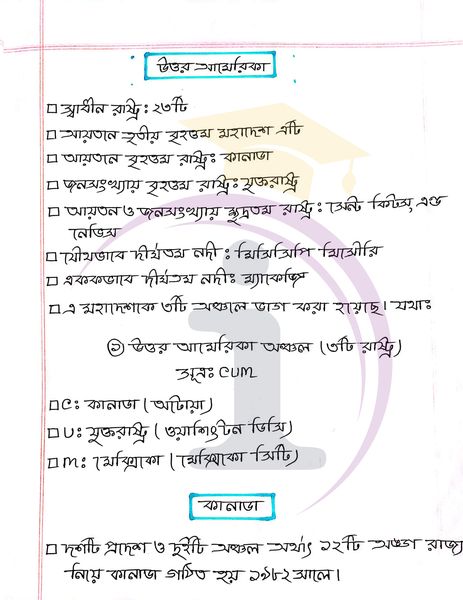 উত্তর আমেরিকা
□ স্বাধীন রাষ্ট্র: ২৩টি
□ আয়তনে তৃতীয় বৃহত্তম মহাদেশ এটি
□ আয়তনে বৃহত্তম রাষ্ট্র: কানাডা
□ জনসংখ্যায় বৃহত্তম রাষ্ট্র: যুক্তরাষ্ট্র
□ আয়তন ও জনসংখ্যায় ক্ষুদ্রতম রাষ্ট্র: সেন্ট কিটস, এন্ড
নেভিস
□ যৌথভাবে দীর্ঘতম নদী: মিসিসিপি মিসৌরি
□ এককভাবে দীর্ঘতম নদী: ম্যাকেঞ্জি
□ এ মহাদেশকে ৩টি অঞ্চলে ভাগ করা হয়েছে। যথা:
① উত্তর আমেরিকা অঞ্চল (৩টি রাষ্ট্র)
সূত্র: CUM
□ C: কানাডা (অটোয়া)
□ U: যুক্তরাষ্ট্র (ওয়াশিংটন ডিসি)
□ M: মেক্সিকো (মেক্সিকো সিটি)
কানাডা
□ দশটি প্রদেশ ও দুইটি অঞ্চল অর্থাৎ ১২টি অঙ্গ রাজ্য
নিয়ে কানাডা গঠিত হয় ১৯৮২ সালে।